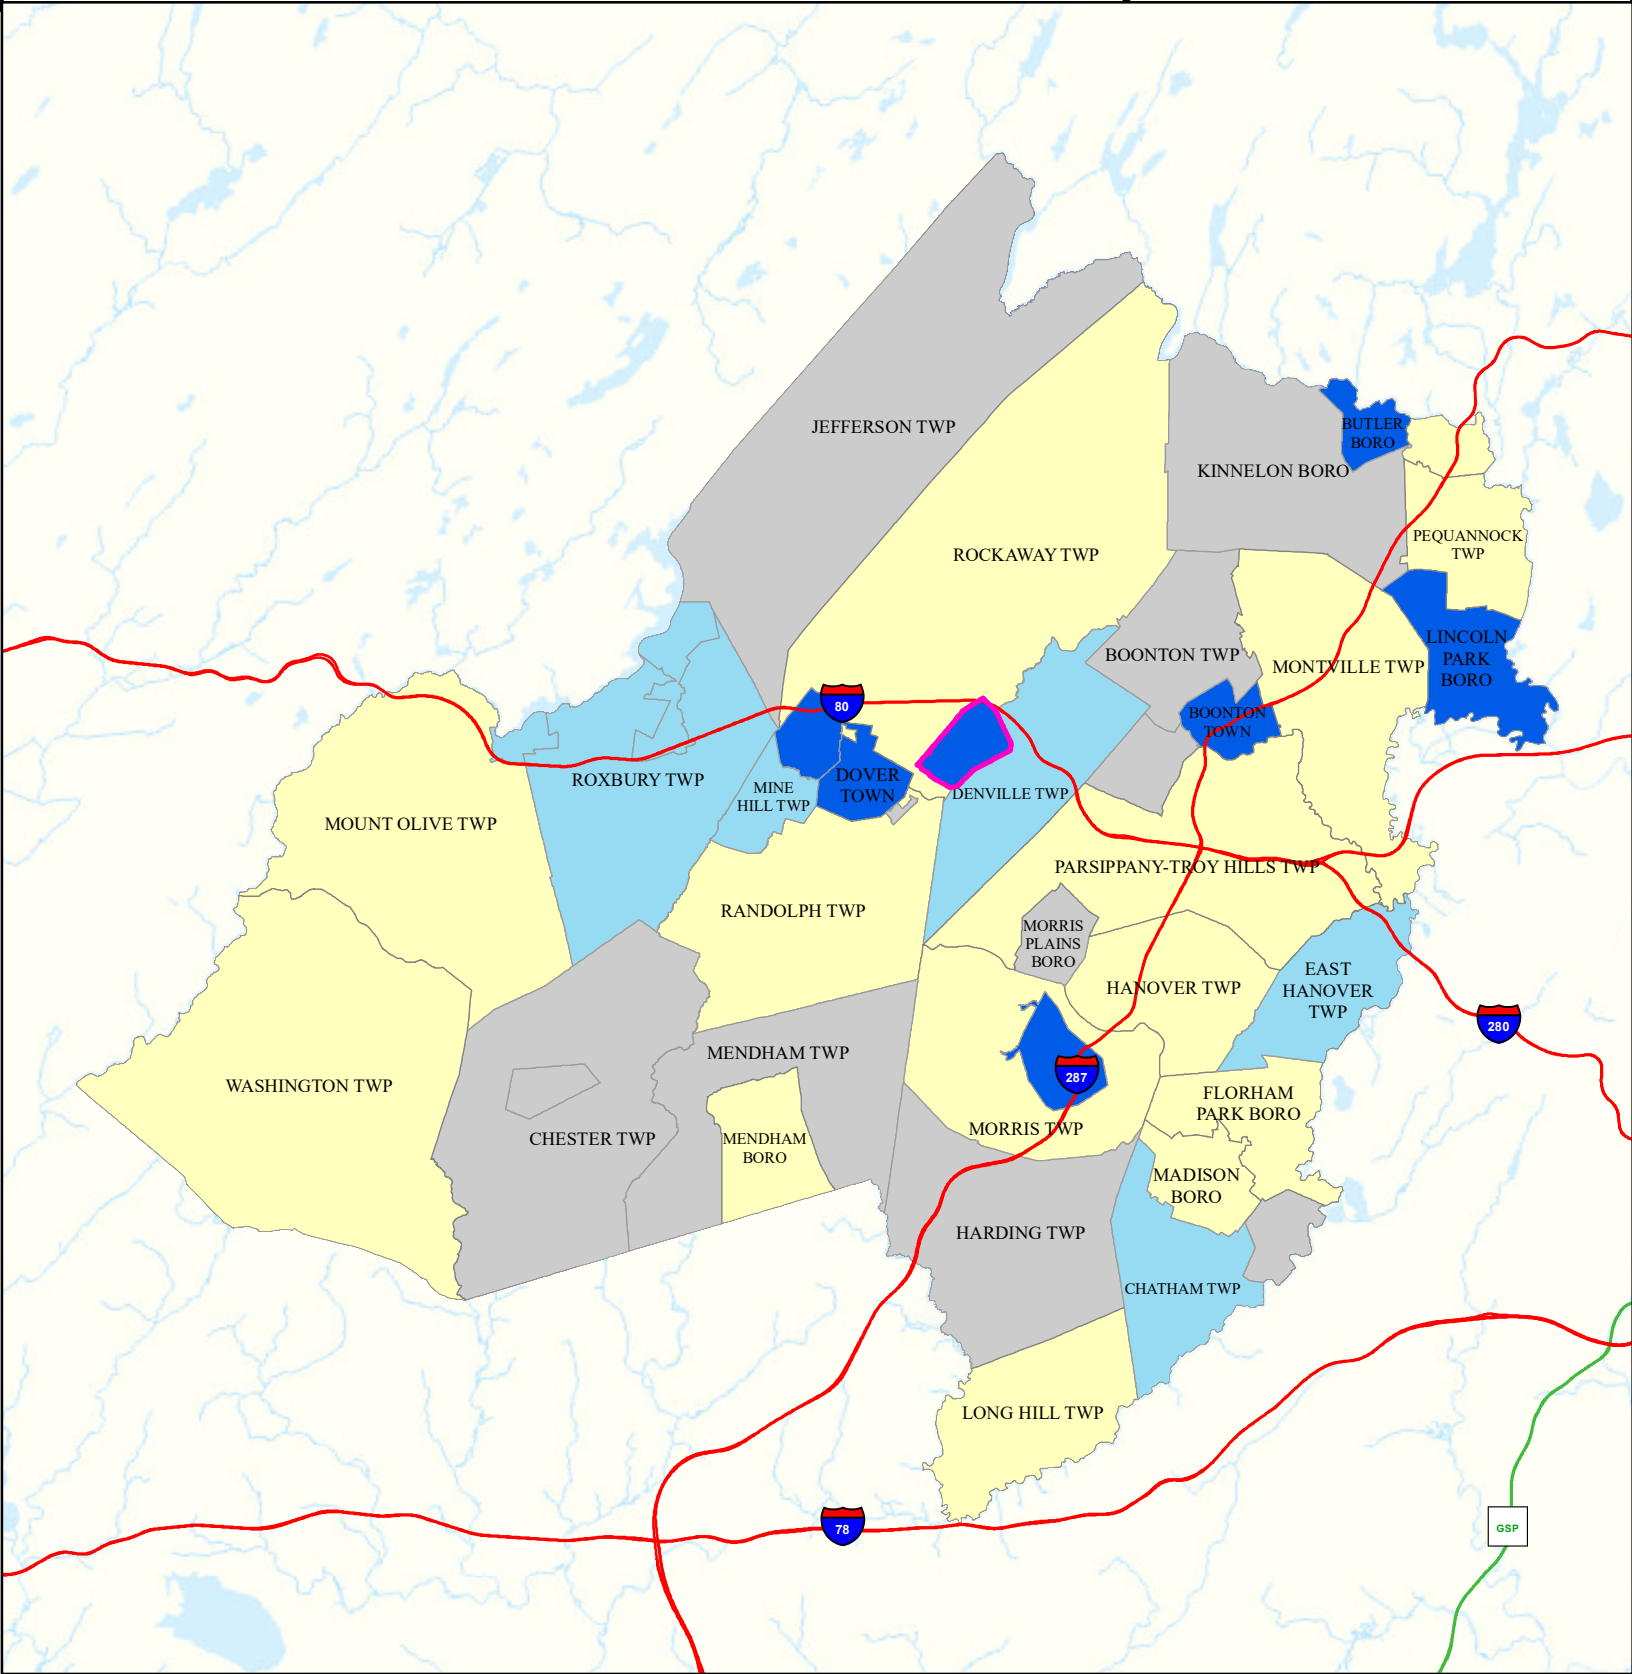 JEFFERSON TWP
BUTLER
BORO
KINNELON BORO
PEQUANNOCK
TWP
ROCKAWAY TWP
LINCOLN
PARK
BORO
BOONTON TWP
MONTVILLE TWP
80
BOONTON
TOWN
ROXBURY TWP
MINE
HILL TWP
DOVER
TOWN
DENVILLE TWP
MOUNT OLIVE TWP
PARSIPPANY-TROY HILLS TWP
RANDOLPH TWP
MORRIS
PLAINS
BORO
EAST
HANOVER
TWP
HANOVER TWP
280
MENDHAM TWP
287
WASHINGTON TWP
FLORHAM
PARK BORO
CHESTER TWP
MENDHAM
BORO
MORRIS TWP
MADISON
BORO
HARDING TWP
CHATHAM TWP
LONG HILL TWP
78
GSP